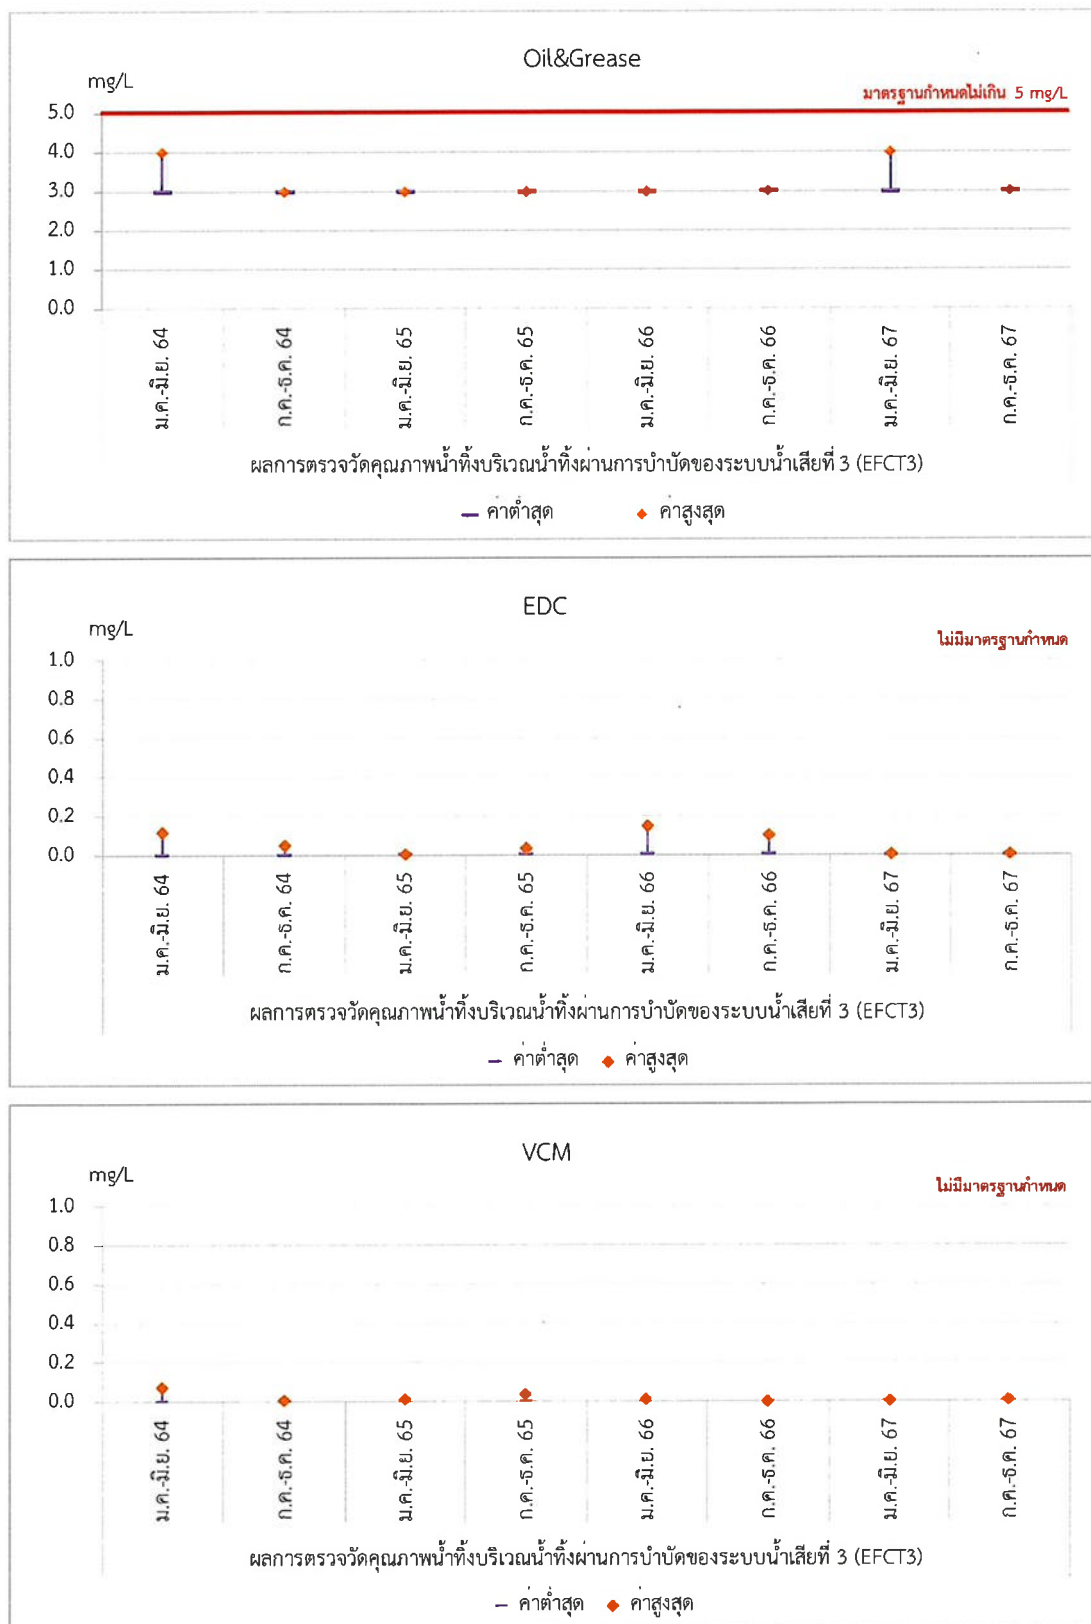 Oil&Grease
mg/L
มาตรฐานกำหนดไม่เกิน 5 mg/L
5.0
4.0
3.0
2.0
1.0
0.0
ม.ค.-มิ.ย. 64
ก.ค.-ธ.ค. 64
ม.ค.-มิ.ย. 65
ก.ค.-ธ.ค. 65
ม.ค.-มิ.ย. 66
ก.ค.-ธ.ค. 66
ม.ค.-มิ.ย. 67
ก.ค.-ธ.ค. 67
ผลการตรวจวัดคุณภาพน้ำทิ้งบริเวณน้ำทิ้งผ่านการบำบัดของระบบน้ำเสียที่ 3 (EFCT3)
ค่าต่ำสุด ค่าสูงสุด
EDC
mg/L
ไม่มีมาตรฐานกำหนด
1.0
0.8
0.6
0.4
0.2
0.0
ม.ค.-มิ.ย. 64
ก.ค.-ธ.ค. 64
ม.ค.-มิ.ย. 65
ก.ค.-ธ.ค. 65
ม.ค.-มิ.ย. 66
ก.ค.-ธ.ค. 66
ม.ค.-มิ.ย. 67
ก.ค.-ธ.ค. 67
ผลการตรวจวัดคุณภาพน้ำทิ้งบริเวณน้ำทิ้งผ่านการบำบัดของระบบน้ำเสียที่ 3 (EFCT3)
ค่าต่ำสุด ค่าสูงสุด
VCM
mg/L
ไม่มีมาตรฐานกำหนด
1.0
0.8
0.6
0.4
0.2
0.0
ม.ค.-มิ.ย. 64
ก.ค.-ธ.ค. 64
ม.ค.-มิ.ย. 65
ก.ค.-ธ.ค. 65
ม.ค.-มิ.ย. 66
ก.ค.-ธ.ค. 66
ม.ค.-มิ.ย. 67
ก.ค.-ธ.ค. 67
ผลการตรวจวัดคุณภาพน้ำทิ้งบริเวณน้ำทิ้งผ่านการบำบัดของระบบน้ำเสียที่ 3 (EFCT3)
ค่าต่ำสุด ค่าสูงสุด